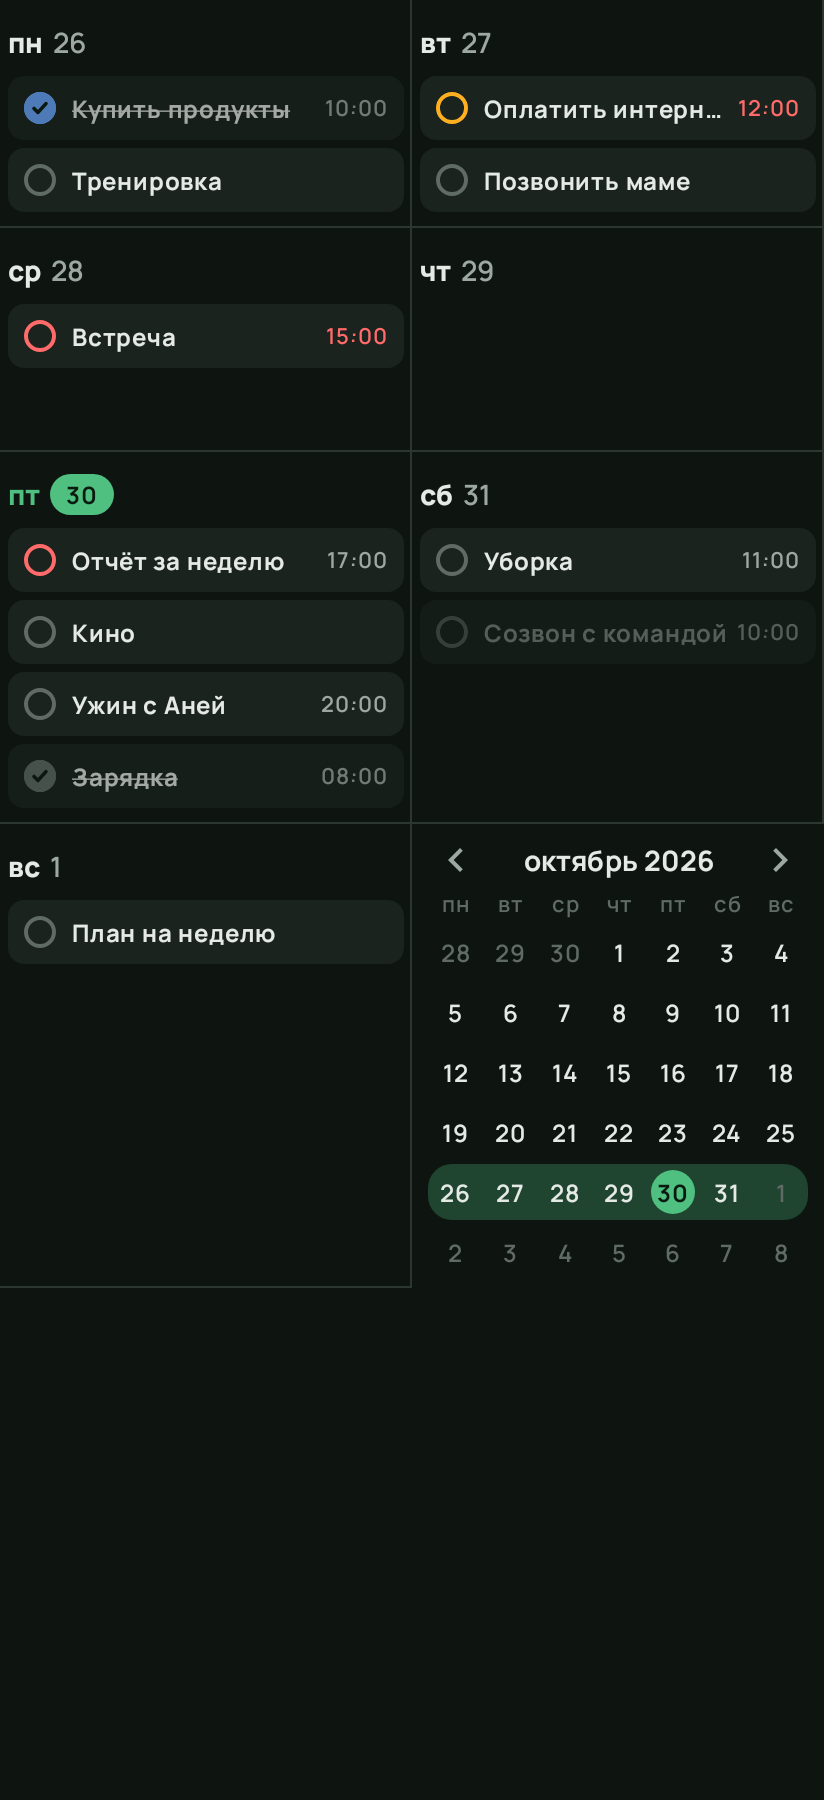 пн 26
Купить продукты 10:00
Тренировка
вт 27
Оплатить интерн... 12:00
Позвонить маме
ср 28
Встреча 15:00
чт 29
пт 30
Отчёт за неделю 17:00
Кино
Ужин с Аней 20:00
Зарядка 08:00
сб 31
Уборка 11:00
Созвон с командой 10:00
вс 1
План на неделю
октябрь 2026
пн вт ср чт пт сб вс
28 29 30 1 2 3 4
5 6 7 8 9 10 11
12 13 14 15 16 17 18
19 20 21 22 23 24 25
26 27 28 29 30 31 1
2 3 4 5 6 7 8